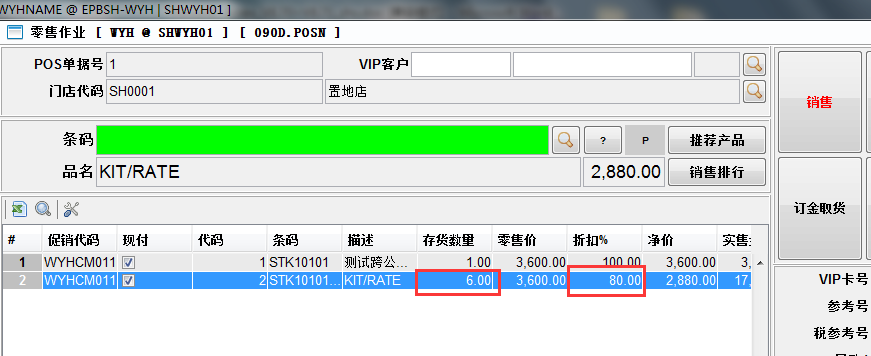 WYHNAME @ EPBSH-WYH | SHWYH01 ]
零售作业 [ WYH @ SHWYH01 ] [ 090D.POSN ]
POS单据号 1 VIP客户
门店代码 SH0001 置地店
销售
条码 ? P 推荐产品
品名 KIT/RATE 2,880.00 销售排行
订金取货
# 促销代码 现付 代码 条码 描述 存货数量 零售价 折扣% 净价 实售
1 WYHCM011 1 STK10101 测试跨公... 1.00 3,600.00 100.00 3,600.00 3,
2 WYHCM011 2 STK10101... KIT/RATE 6.00 3,600.00 80.00 2,880.00 17,
VIP卡号
参考号
税参考号